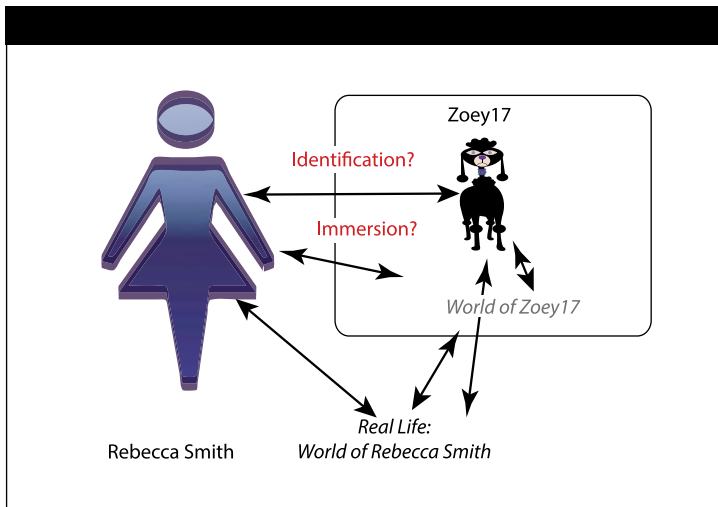 Zoey17
Identification?
Immersion?
World of Zoey17
Real Life:
World of Rebecca Smith
Rebecca Smith